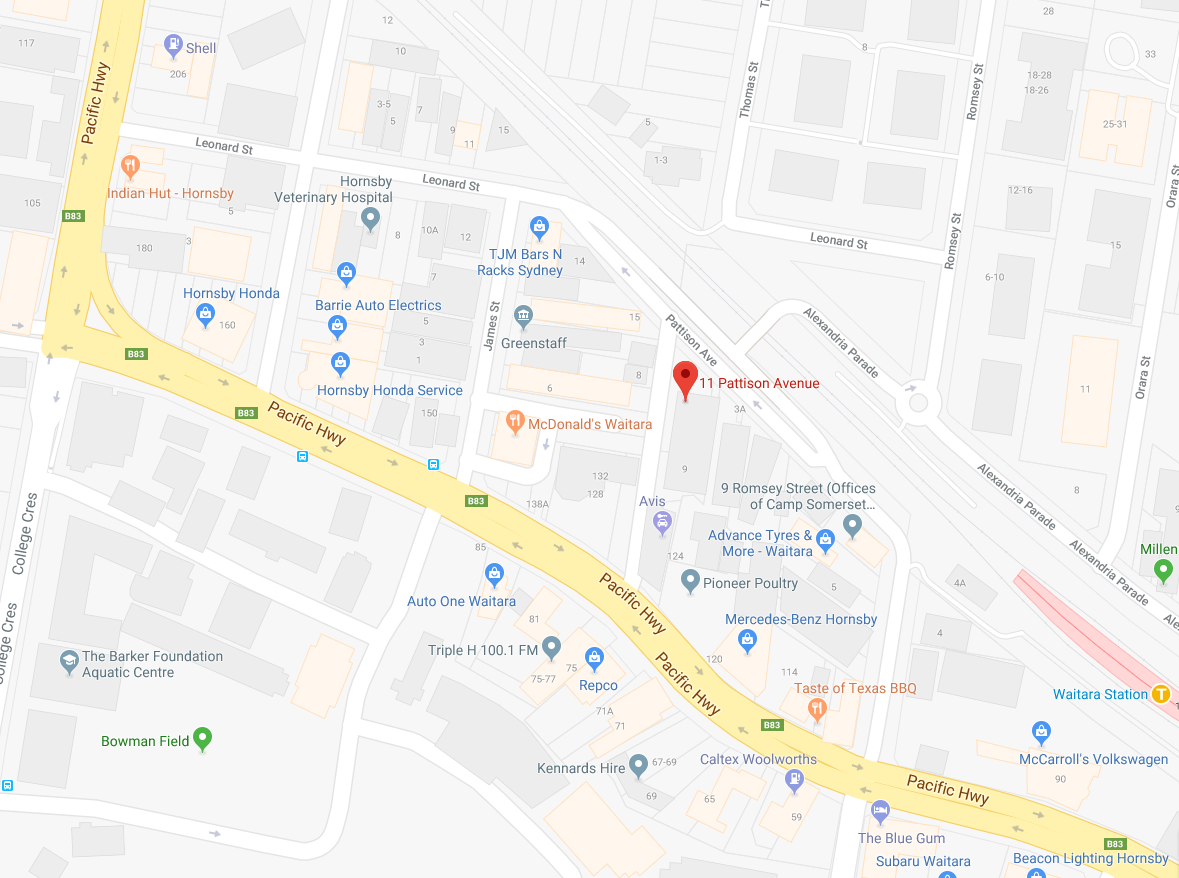 12
28
117
Shell
206
10
8
33
Pacific Hwy
Thomas St
Romsey St
18-28
18-26
3-5
5
7
9
11
15
5
25-31
Leonard St
1-3
Indian Hut - Hornsby
Leonard St
Hornsby
Veterinary Hospital
12-16
Orara St
105
5
B83
180
3
8
10A
12
TJM Bars N
Racks Sydney
14
Leonard St
Romsey St
15
6-10
Hornsby Honda
160
Barrie Auto Electrics
7
5
3
1
James St
Greenstaff
15
Pattison Ave
Alexandria Parade
B83
Hornsby Honda Service
6
8
11 Pattison Avenue
3A
11
Orara St
B83
Pacific Hwy
150
McDonald's Waitara
9
132
128
138A
B83
Avis
9 Romsey Street (Offices
of Camp Somerset...
8
Alexandria Parade
9
College Cres
Advance Tyres &
More - Waitara
Millen
85
124
Pioneer Poultry
5
4A
Alexandria Parade
Auto One Waitara
Pacific Hwy
81
Mercedes-Benz Hornsby
4
College Cres
The Barker Foundation
Aquatic Centre
Triple H 100.1 FM
75
75-77
Repco
Pacific Hwy
120
114
Taste of Texas BBQ
Waitara Station
T
71A
71
B83
Bowman Field
Kennards Hire
67-69
69
Caltex Woolworths
65
59
McCarroll's Volkswagen
90
Pacific Hwy
The Blue Gum
B83
Subaru Waitara
Beacon Lighting Hornsby